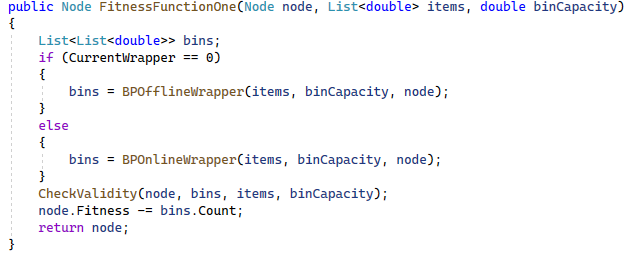 public Node FitnessFunctionOne(Node node, List<double> items, double binCapacity)
{
    List<List<double>> bins;
    if (CurrentWrapper == 0)
    {
        bins = BPOfflineWrapper(items, binCapacity, node);
    }
    else
    {
        bins = BPOnlineWrapper(items, binCapacity, node);
    }
    CheckValidity(node, bins, items, binCapacity);
    node.Fitness -= bins.Count;
    return node;
}